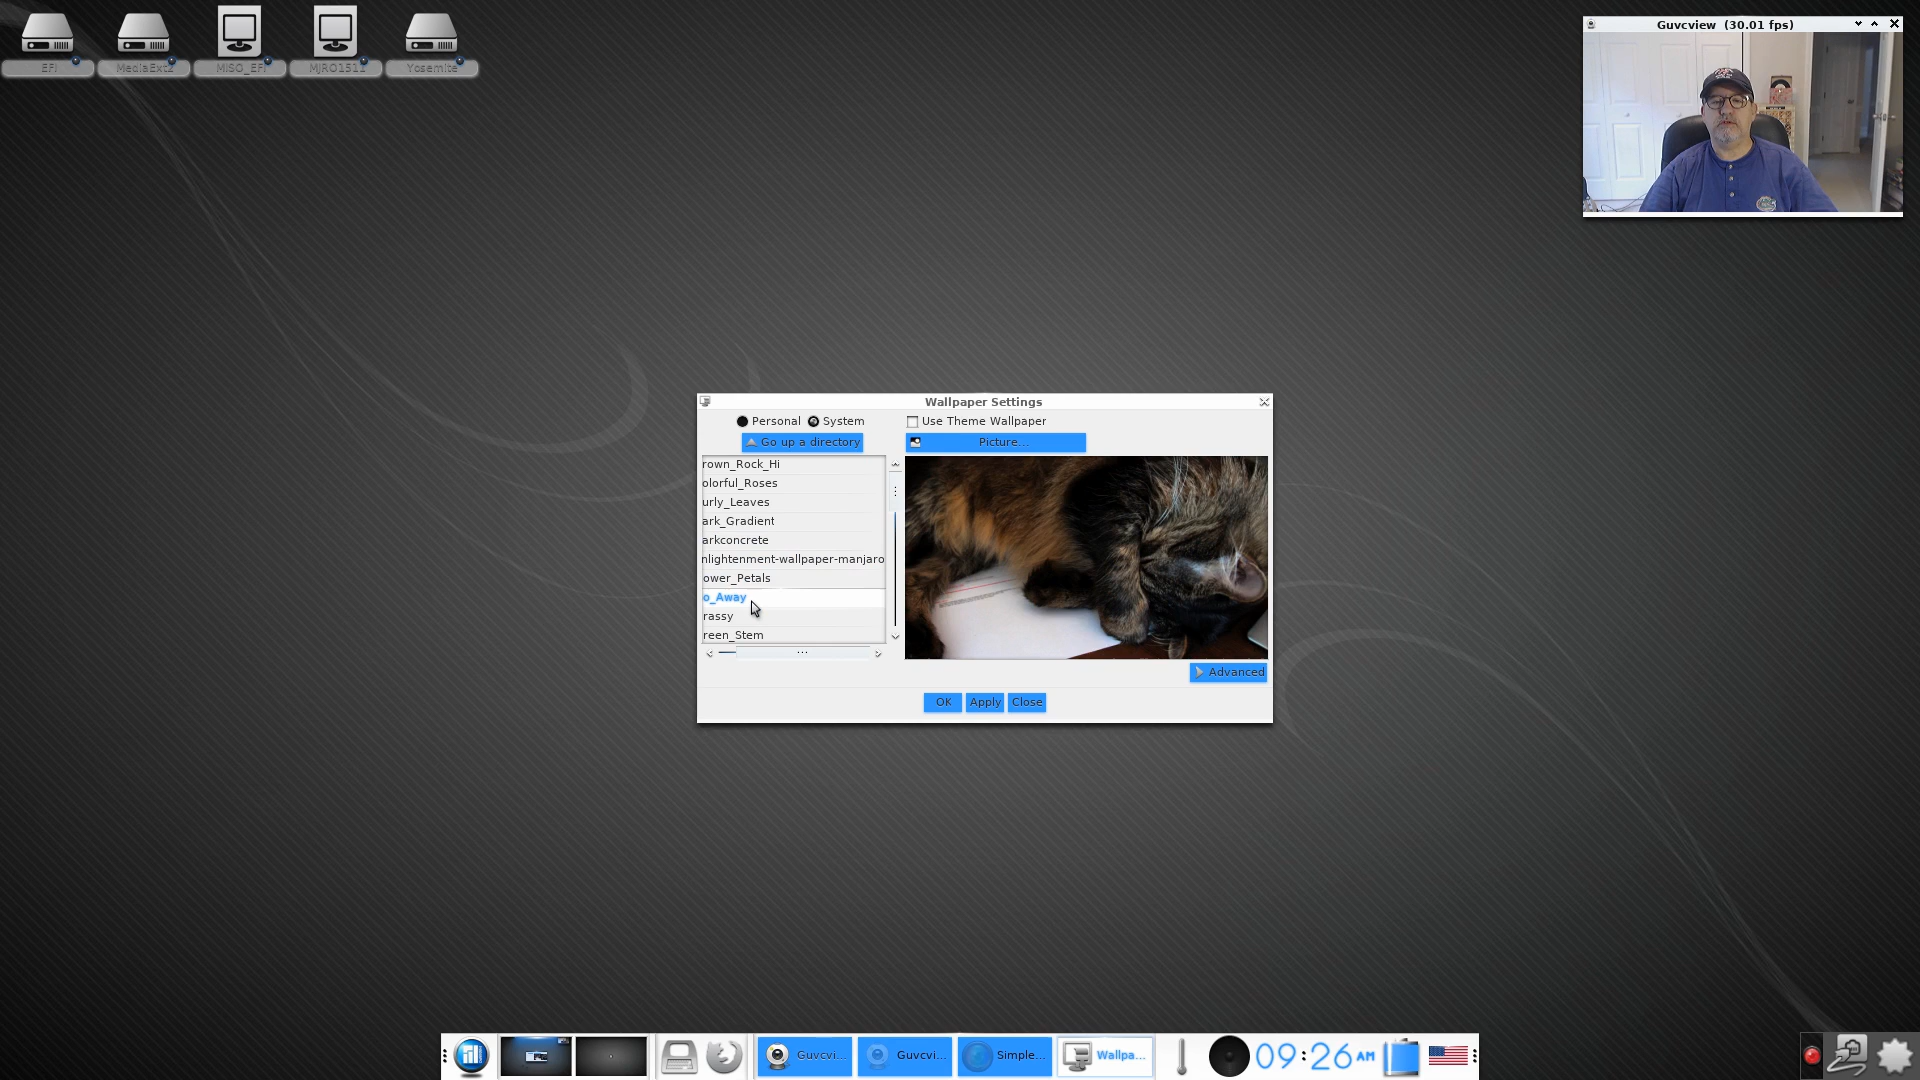 EFI
MediaExt2
MISO_EFI
MJRO1511
Yosemite
Guvcview (30.01 fps)
Wallpaper Settings
Personal
System
Use Theme Wallpaper
Go up a directory
Picture...
rown_Rock_Hi
olorful_Roses
urly_Leaves
ark_Gradient
arkconcrete
nlightenment-wallpaper-manjaro
ower_Petals
o_Away
rassy
reen_Stem
Advanced
OK
Apply
Close
Guvcvi...
Guvcvi...
Simple...
Wallpa...
09:26 AM